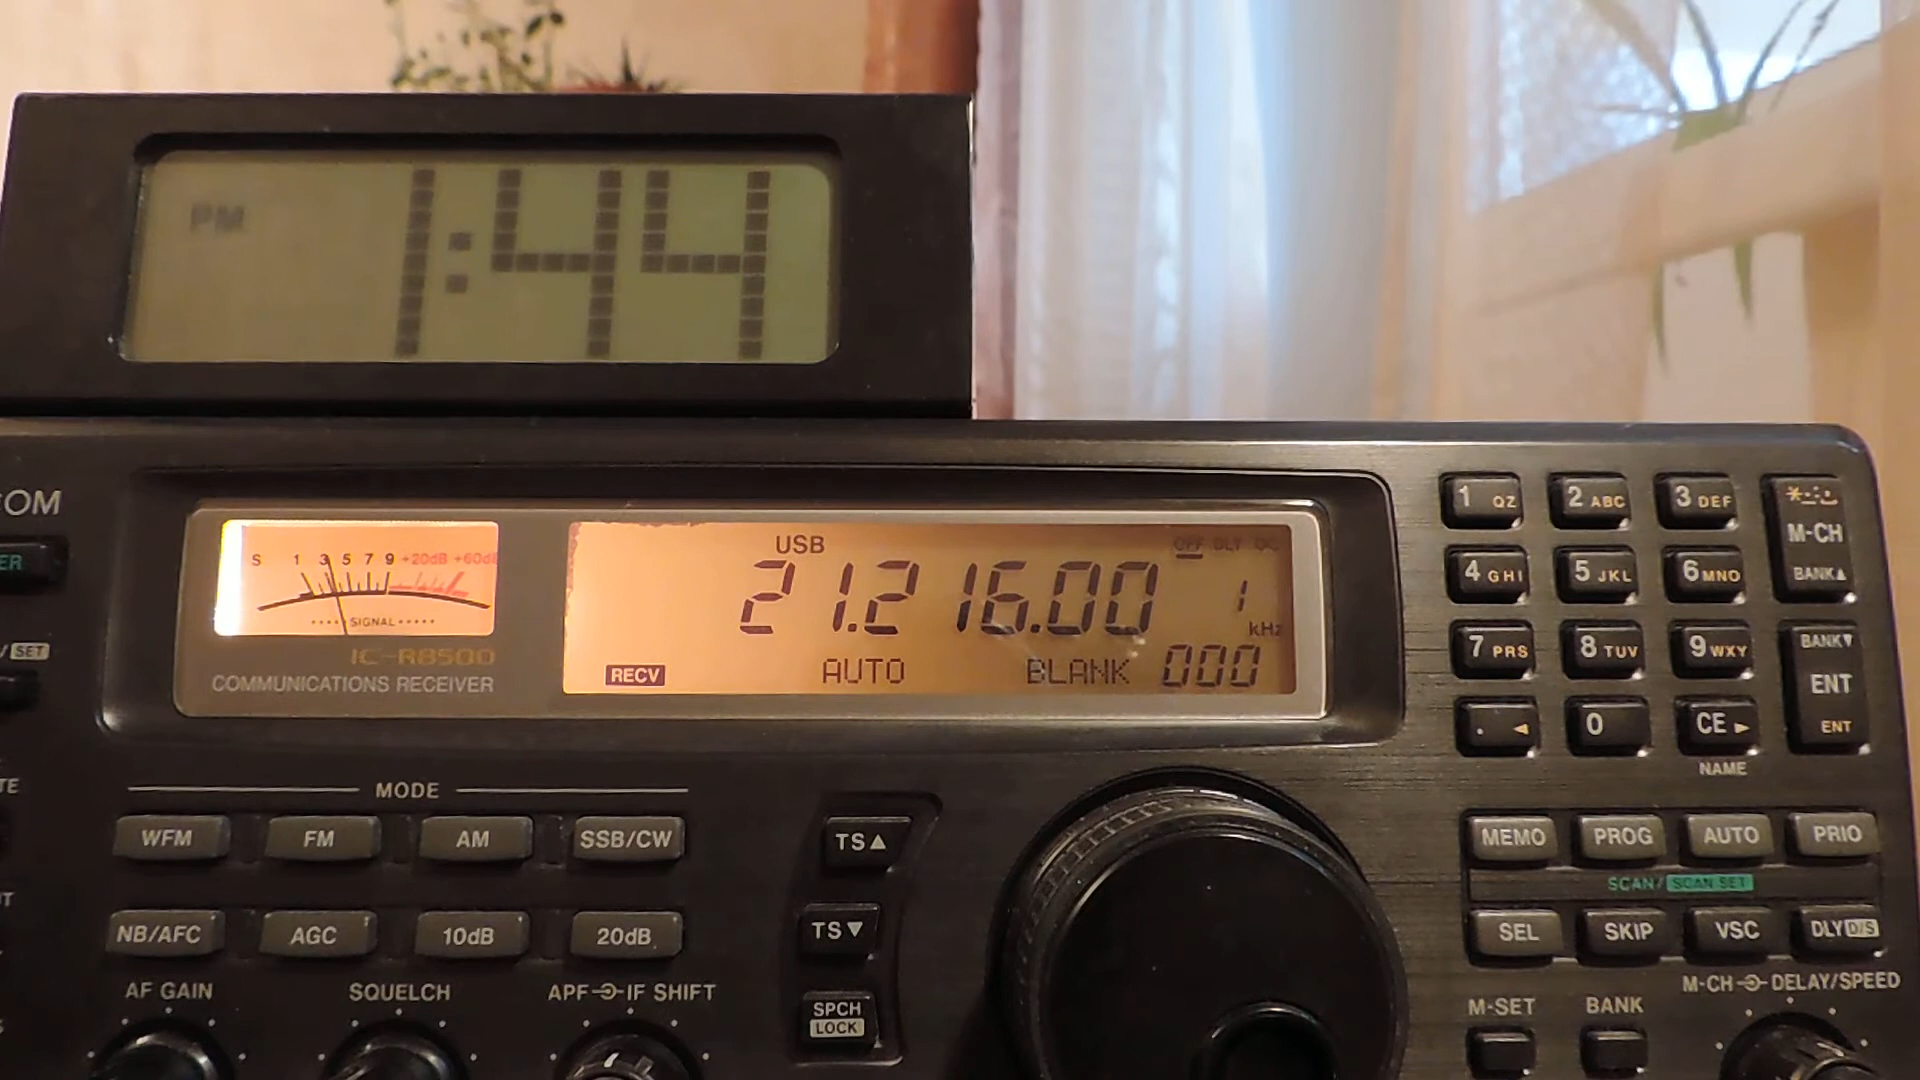 PM 1:44
COM
S 1 3 5 7 9 +20dB +60dB
SIGNAL
IC-R8500
COMMUNICATIONS RECEIVER
USB OFF DLY
21.216.00 1
kHz
RECV AUTO BLANK 000
SET
1 QZ 2 ABC 3 DEF
M-CH
BANK▲
4 GHI 5 JKL 6 MNO
7 PRS 8 TUV 9 WXY
BANK▼
ENT
ENT
. ◄ 0 CE ►
NAME
MODE
WFM FM AM SSB/CW
TS▲
MEMO PROG AUTO PRIO
SCAN/SCAN SET
NB/AFC AGC 10dB 20dB
TS▼
SEL SKIP VSC DLY D/S
AF GAIN SQUELCH APF IF SHIFT
M-CH DELAY/SPEED
SPCH
LOCK
M-SET BANK